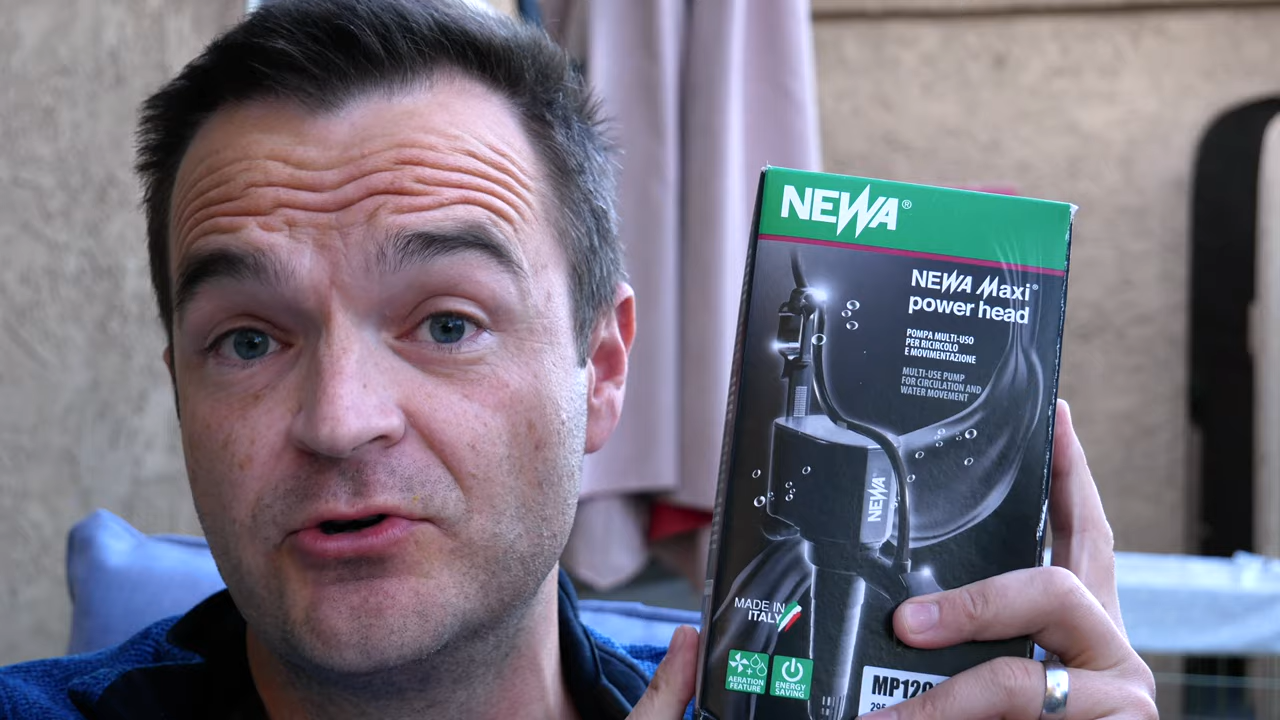 NEWA®
NEWA Maxi®
power head
POMPA MULTI-USO
PER RICIRCOLO
E MOVIMENTAZIONE
MULTI-USE PUMP
FOR CIRCULATION AND
WATER MOVEMENT
NEWA
MADE IN
ITALY
AERATION
FEATURE
ENERGY
SAVING